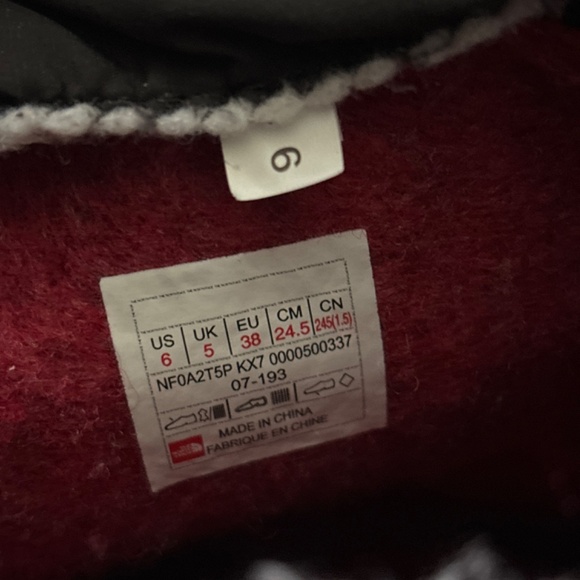 6
US UK EU CM CN
6 5 38 24.5 245(1.5)
NF0A2T5P KX7 0000500337
07-193
MADE IN CHINA
FABRIQUE EN CHINE